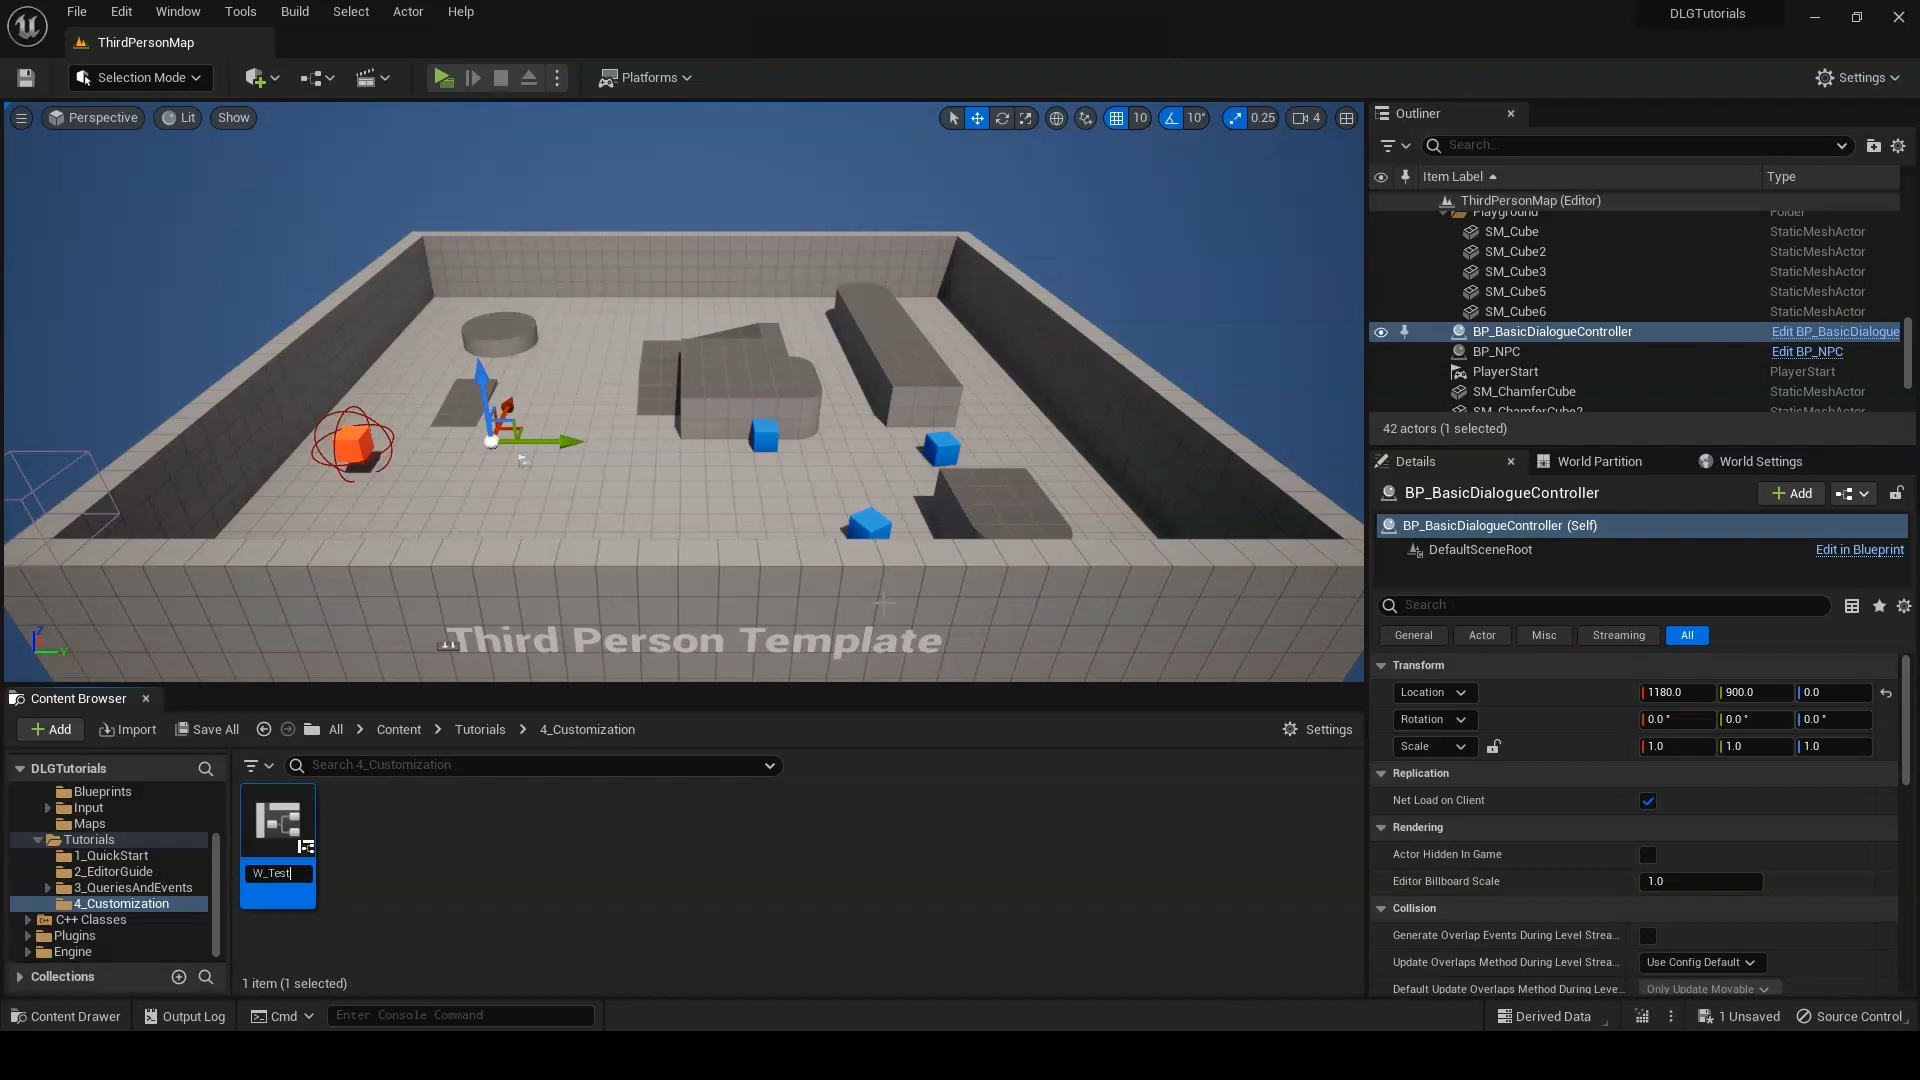 File Edit Window Tools Build Select Actor Help
DLGTutorials
ThirdPersonMap
Selection Mode
Platforms
Settings
Perspective Lit Show
10 10° 0.25 4
Third Person Template
Outliner
Search...
Item Label Type
ThirdPersonMap (Editor)
Playground Folder
SM_Cube StaticMeshActor
SM_Cube2 StaticMeshActor
SM_Cube3 StaticMeshActor
SM_Cube5 StaticMeshActor
SM_Cube6 StaticMeshActor
BP_BasicDialogueController Edit BP_BasicDialogue
BP_NPC Edit BP_NPC
PlayerStart PlayerStart
SM_ChamferCube StaticMeshActor
SM_ChamferCube2 StaticMeshActor
42 actors (1 selected)
Details World Partition World Settings
BP_BasicDialogueController
Add
BP_BasicDialogueController (Self)
DefaultSceneRoot Edit in Blueprint
Search
General Actor Misc Streaming All
Transform
Location 1180.0 900.0 0.0
Rotation 0.0 ° 0.0 ° 0.0 °
Scale 1.0 1.0 1.0
Replication
Net Load on Client
Rendering
Actor Hidden In Game
Editor Billboard Scale 1.0
Collision
Generate Overlap Events During Level Strea...
Update Overlaps Method During Level Strea... Use Config Default
Default Update Overlaps Method During Leve... Only Update Movable
Content Browser
Add Import Save All All Content Tutorials 4_Customization Settings
DLGTutorials
Blueprints
Input
Maps
Tutorials
1_QuickStart
2_EditorGuide
3_QueriesAndEvents
4_Customization
C++ Classes
Plugins
Engine
Collections
Search 4_Customization
W_Test
1 item (1 selected)
Content Drawer Output Log Cmd Enter Console Command
Derived Data 1 Unsaved Source Control
Z
Y